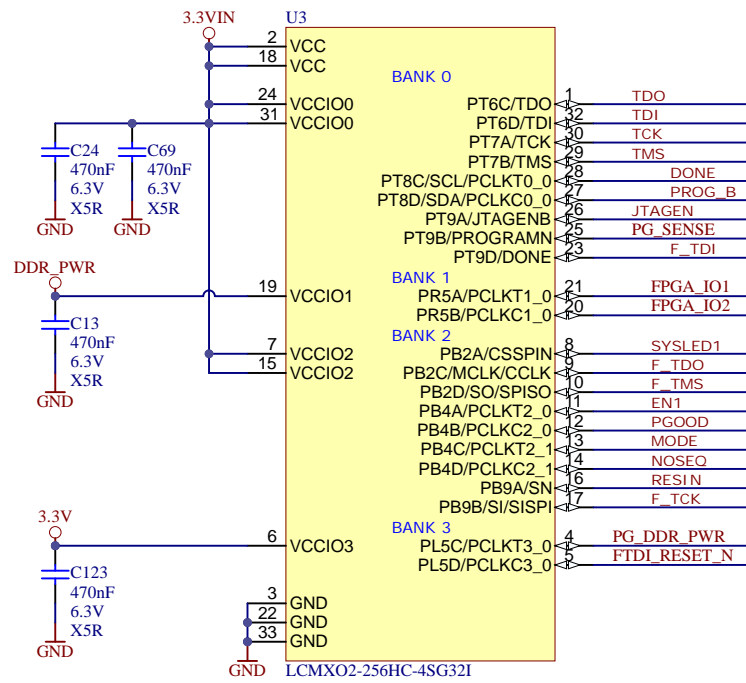 3.3VIN
U3
2 VCC
18 VCC
BANK 0
24 VCCIO0
PT6C/TDO 1 TDO
31 VCCIO0
PT6D/TDI 32 TDI
PT7A/TCK 30 TCK
PT7B/TMS 29 TMS
PT8C/SCL/PCLKT0_0 28 DONE
PT8D/SDA/PCLKC0_0 27 PROG_B
PT9A/JTAGENB 26 JTAGEN
PT9B/PROGRAMN 25 PG_SENSE
PT9D/DONE 23 F_TDI
C24
470nF
6.3V
X5R
GND
C69
470nF
6.3V
X5R
GND
DDR_PWR
BANK 1
19 VCCIO1
PR5A/PCLKT1_0 21 FPGA_IO1
PR5B/PCLKC1_0 20 FPGA_IO2
C13
470nF
6.3V
X5R
GND
BANK 2
7 VCCIO2
15 VCCIO2
PB2A/CSSPIN 8 SYSLED1
PB2C/MCLK/CCLK 9 F_TDO
PB2D/SO/SPISO 10 F_TMS
PB4A/PCLKT2_0 1 EN1
PB4B/PCLKC2_0 2 PGOOD
PB4C/PCLKT2_1 3 MODE
PB4D/PCLKC2_1 4 NOSEQ
PB9A/SN 6 RESIN
PB9B/SI/SISPI 7 F_TCK
3.3V
BANK 3
6 VCCIO3
PL5C/PCLKT3_0 4 PG_DDR_PWR
PL5D/PCLKC3_0 5 FTDI_RESET_N
C123
470nF
6.3V
X5R
GND
3 GND
22 GND
33 GND
GND
LCMXO2-256HC-4SG32I